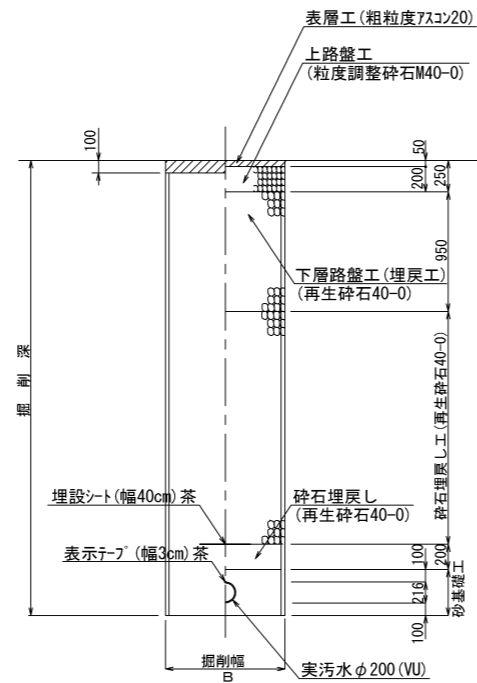 表層工(粗粒度アスコン20)
上路盤工
(粒度調整砕石M40-0)
100
50
200
250
950
下層路盤工(埋戻工)
(再生砕石40-0)
掘削深
砕石埋戻し工(再生砕石40-0)
埋設シート(幅40cm)茶
砕石埋戻し
(再生砕石40-0)
表示テープ(幅3cm)茶
200
100
216
100
砂基礎工
掘削幅
B
実汚水φ200(VU)